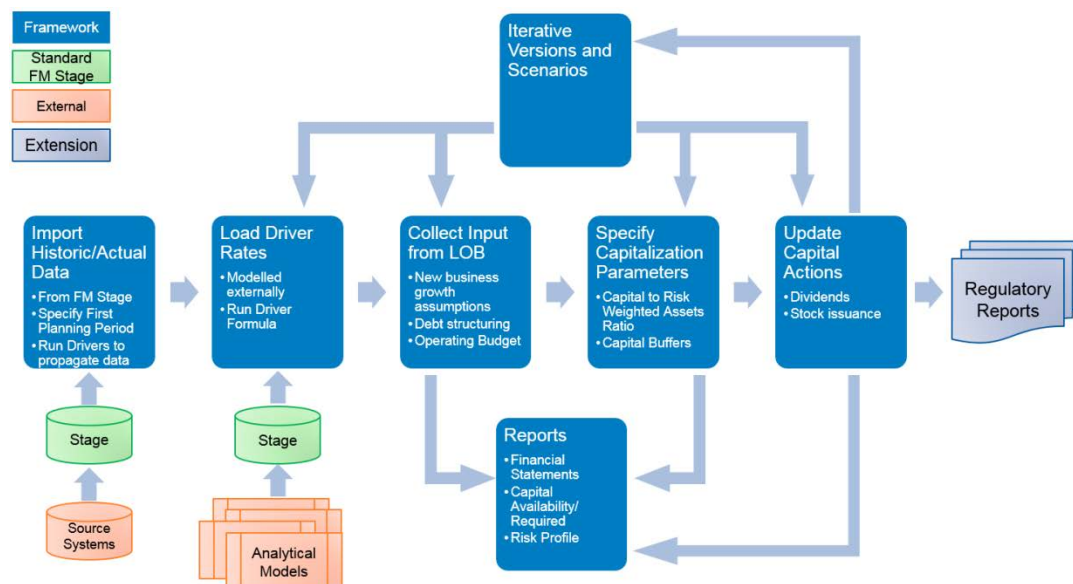 Framework
Standard
FM Stage
External
Extension
Iterative
Versions and
Scenarios
Import
Historic/Actual
Data
•From FM Stage
•Specify First
Planning Period
•Run Drivers to
propagate data
Load Driver
Rates
•Modelled
externally
•Run Driver
Formula
Collect Input
from LOB
•New business
growth
assumptions
•Debt structuring
•Operating Budget
Specify
Capitalization
Parameters
•Capital to Risk
Weighted Assets
Ratio
•Capital Buffers
Update
Capital
Actions
•Dividends
•Stock issuance
Regulatory
Reports
Stage
Stage
Source
Systems
Analytical
Models
Reports
•Financial
Statements
•Capital
Availability/
Required
•Risk Profile